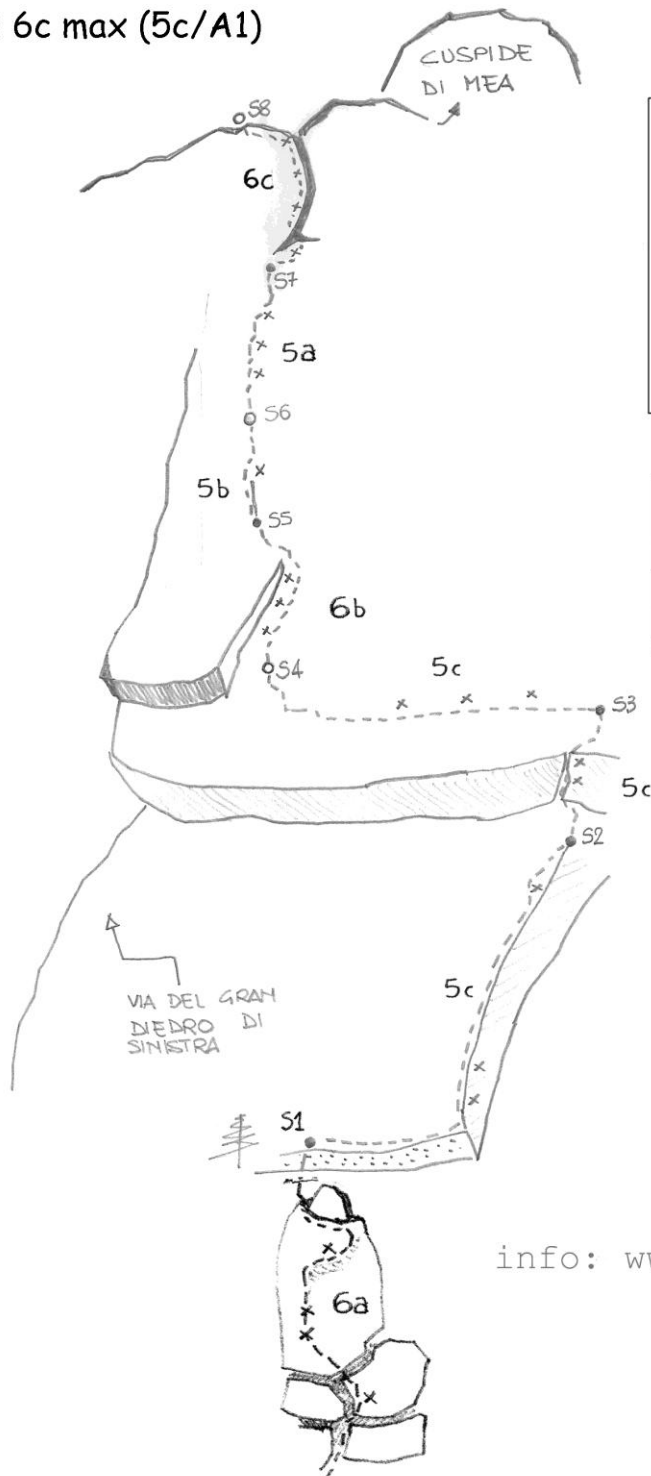 6c max (5c/A1)
CUSPIDE
DI MEA
S8
6c
S7
5a
S6
5b
S5
6b
S4
5c
S3
5c
S2
5c
VIA DEL GRAN
DIEDRO DI
SINISTRA
S1
info: ww
6a